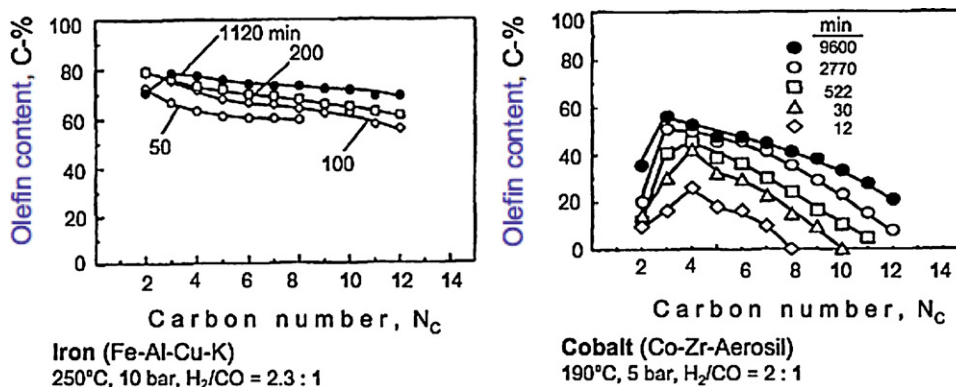 Olefin content, C-%
100
80
60
40
20
0
1120 min
200
50
100
2 4 6 8 10 12 14
Carbon number, N_C
Iron (Fe-Al-Cu-K)
250°C, 10 bar, H₂/CO = 2.3 : 1
Olefin content, C-%
100
80
60
40
20
0
min
9600
2770
522
30
12
2 4 6 8 10 12 14
Carbon number, N_C
Cobalt (Co-Zr-Aerosil)
190°C, 5 bar, H₂/CO = 2 : 1